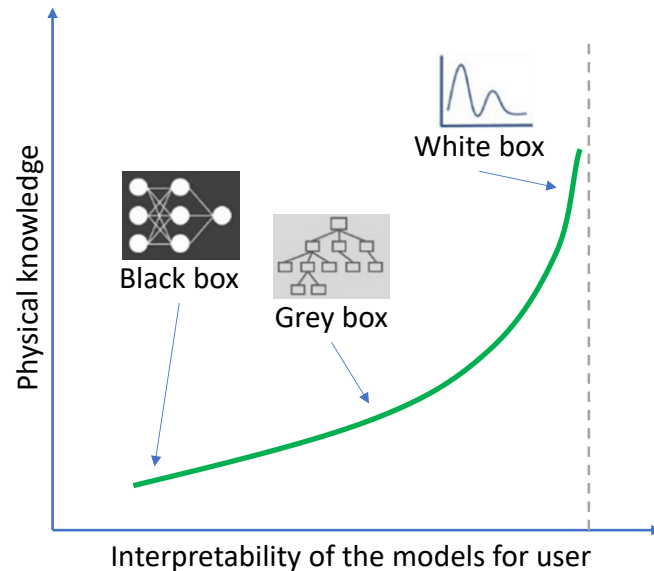 White box
Black box
Grey box
Physical knowledge
Interpretability of the models for user